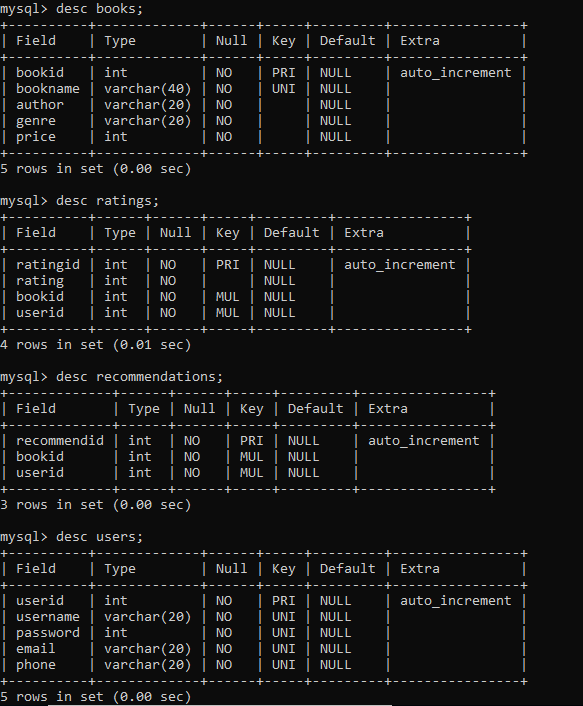 mysql> desc books;
+----------+-------------+------+-----+---------+----------------+
| Field    | Type        | Null | Key | Default | Extra          |
+----------+-------------+------+-----+---------+----------------+
| bookid   | int         | NO   | PRI | NULL    | auto_increment |
| bookname | varchar(40) | NO   | UNI | NULL    |                |
| author   | varchar(20) | NO   |     | NULL    |                |
| genre    | varchar(20) | NO   |     | NULL    |                |
| price    | int         | NO   |     | NULL    |                |
+----------+-------------+------+-----+---------+----------------+
5 rows in set (0.00 sec)

mysql> desc ratings;
+----------+------+------+-----+---------+----------------+
| Field    | Type | Null | Key | Default | Extra          |
+----------+------+------+-----+---------+----------------+
| ratingid | int  | NO   | PRI | NULL    | auto_increment |
| rating   | int  | NO   |     | NULL    |                |
| bookid   | int  | NO   | MUL | NULL    |                |
| userid   | int  | NO   | MUL | NULL    |                |
+----------+------+------+-----+---------+----------------+
4 rows in set (0.01 sec)

mysql> desc recommendations;
+-------------+------+------+-----+---------+----------------+
| Field       | Type | Null | Key | Default | Extra          |
+-------------+------+------+-----+---------+----------------+
| recommendid | int  | NO   | PRI | NULL    | auto_increment |
| bookid      | int  | NO   | MUL | NULL    |                |
| userid      | int  | NO   | MUL | NULL    |                |
+-------------+------+------+-----+---------+----------------+
3 rows in set (0.00 sec)

mysql> desc users;
+----------+-------------+------+-----+---------+----------------+
| Field    | Type        | Null | Key | Default | Extra          |
+----------+-------------+------+-----+---------+----------------+
| userid   | int         | NO   | PRI | NULL    | auto_increment |
| username | varchar(20) | NO   | UNI | NULL    |                |
| password | int         | NO   | UNI | NULL    |                |
| email    | varchar(20) | NO   | UNI | NULL    |                |
| phone    | varchar(20) | NO   | UNI | NULL    |                |
+----------+-------------+------+-----+---------+----------------+
5 rows in set (0.00 sec)